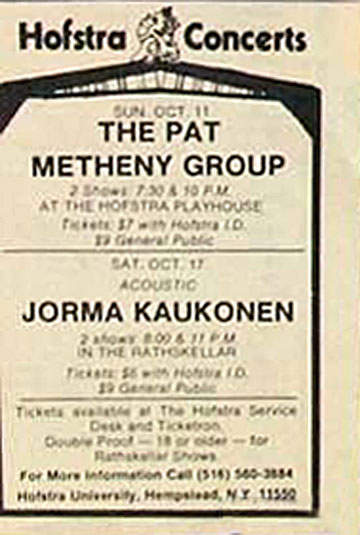 Hofstra Concerts
SUN. OCT. 11
THE PAT
METHENY GROUP
2 Shows: 7:30 & 10 P.M.
AT THE HOFSTRA PLAYHOUSE
Tickets: $7 with Hofstra I.D.
$9 General Public
SAT. OCT. 17
ACOUSTIC
JORMA KAUKONEN
2 shows: 8:00 & 11 P.M.
IN THE RATHSKELLAR
Tickets: $6 with Hofstra I.D.
$9 General Public
Tickets available at The Hofstra Service
Desk and Ticketron.
Double Proof — 18 or older — for
Rathskellar Shows.
For More Information Call (516) 560-3684
Hofstra University, Hempstead, N.Y. 11550